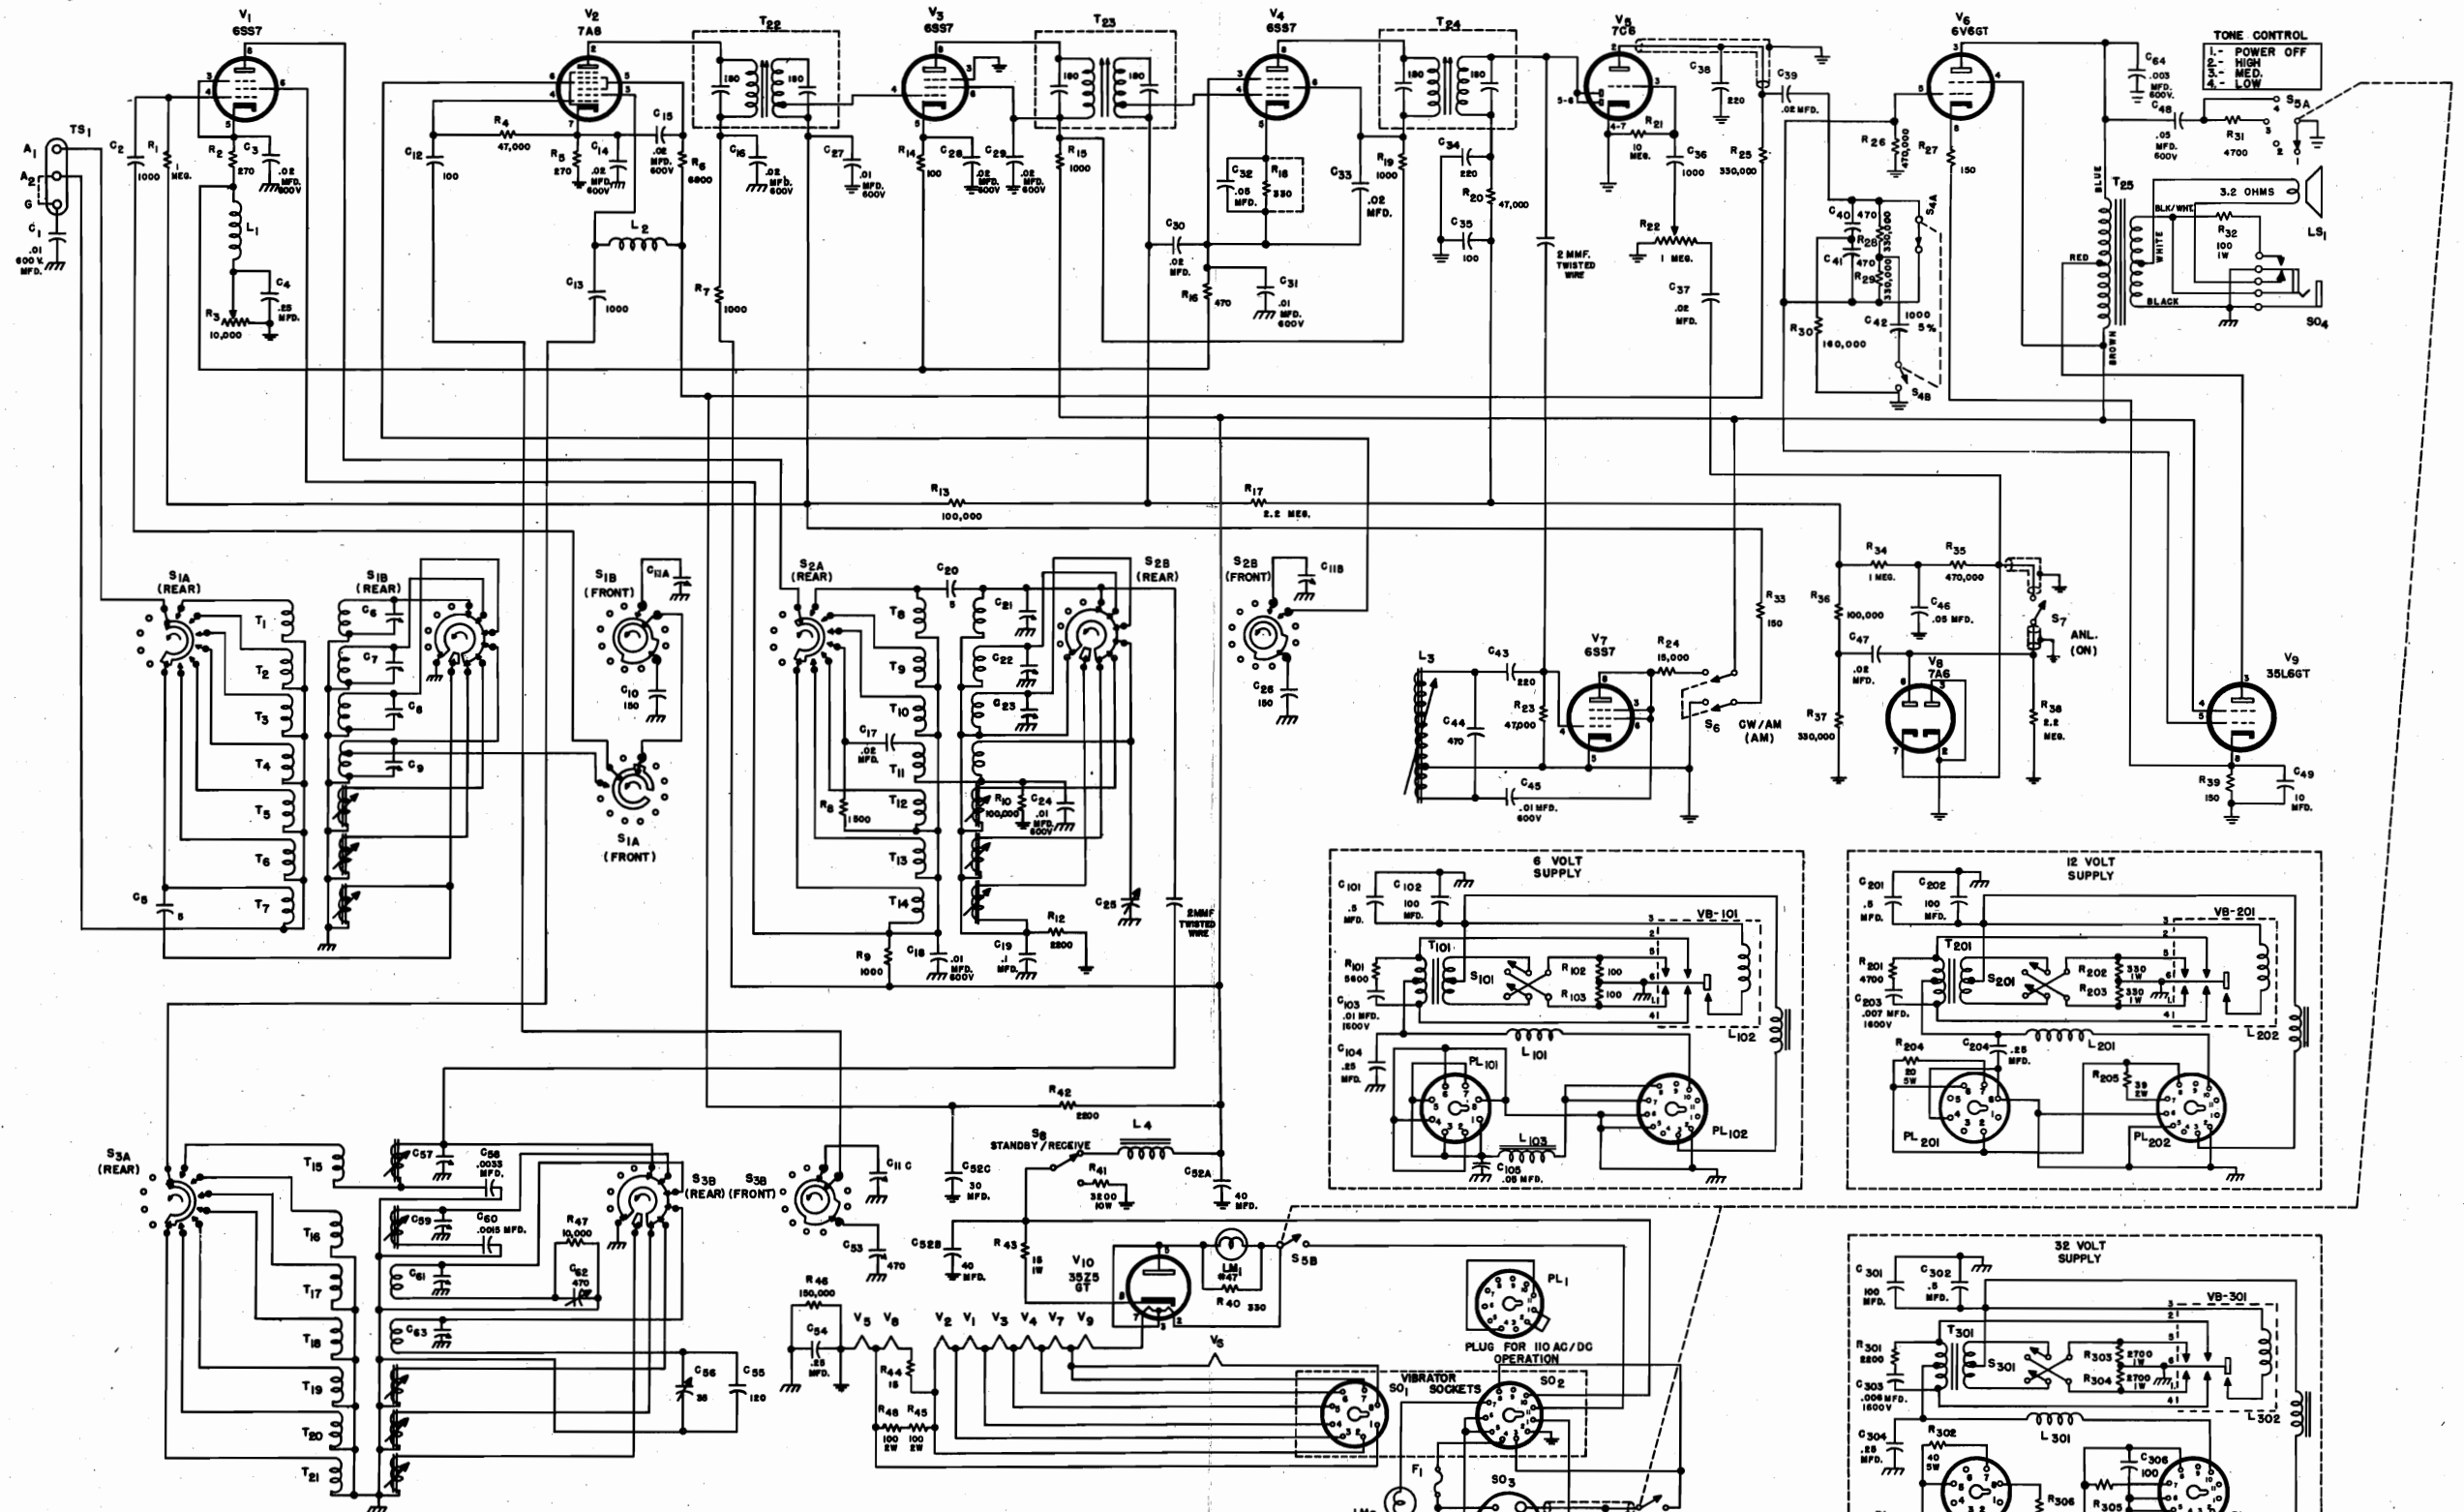 V1
6SS7
V2
7A8
T22
V3
6SS7
T23
V4
6SS7
T24
V5
7C6
V6
6V6GT
TONE CONTROL
1.- POWER OFF
2.- HIGH
3.- MED.
4.- LOW
TS1
A1
A2
G
C1
.01
600 V.
MFD.
C2
1000
R1
1
MEG.
R2
270
C3
.02
MFD.
600V
L1
C4
.25
MFD.
R3
10,000
C12
100
R4
47,000
R5
270
C14
.02
MFD.
600V
C15
.02
MFD.
600V
R6
6800
L2
C13
1000
R7
1000
180
180
C16
.02
MFD.
600V
C27
.01
MFD.
600V
R14
100
C28
.02
MFD.
600V
C29
.02
MFD.
600V
180
180
R15
1000
C30
.02
MFD.
C32
.05
MFD.
R18
330
C33
.02
MFD.
R16
470
C31
.01
MFD.
600V
180
180
R19
1000
C34
220
R20
47,000
C35
100
2 MMF.
TWISTED
WIRE
R21
10
MEG.
C36
1000
R22
1 MEG.
C37
.02
MFD.
C38
220
C39
.02 MFD.
R25
330,000
R26
470,000
R27
150
C40
470
R28
330,000
C41
470
R29
330,000
S4A
R30
160,000
C42
1000
5%
S4B
C64
.003
MFD.
600V.
C48
.05
MFD.
600V
R31
4700
S5A
BLUE
T25
RED
BROWN
WHITE
BLK/WHT.
BLACK
3.2 OHMS
R32
100
1W
LS1
SO4
R13
100,000
R17
2.2 MEG.
S1A
(REAR)
S1B
(REAR)
S1B
(FRONT)
C11A
S2A
(REAR)
C20
5
S2B
(REAR)
S2B
(FRONT)
C11B
T1
T2
T3
T4
T5
T6
T7
C5
5
C6
C7
C8
C9
C10
150
S1A
(FRONT)
T8
T9
T10
T11
T12
T13
T14
C17
.02
MFD.
R8
1500
C21
C22
C23
R10
100,000
C24
.01
MFD.
600V
C25
2MMF
TWISTED
WIRE
R9
1000
C18
.01
MFD.
600V
C19
.1
MFD.
R12
2200
C26
150
L3
C43
220
C44
470
R23
47,000
C45
.01 MFD.
600V
V7
6SS7
R24
15,000
S6
CW/AM
(AM)
R33
150
R34
1 MEG.
R35
470,000
R36
100,000
C46
.05 MFD.
C47
.02
MFD.
R37
330,000
V8
7A6
S7
ANL.
(ON)
R38
2.2
MEG.
V9
35L6GT
R39
150
C49
10
MFD.
6 VOLT
SUPPLY
C101
.5
MFD.
C102
100
MFD.
VB-101
T101
R101
5600
C103
.01 MFD.
1600V
S101
R102
100
R103
100
L102
C104
.25
MFD.
L101
PL101
PL102
L103
C105
.05 MFD.
12 VOLT
SUPPLY
C201
.5
MFD.
C202
100
MFD.
VB-201
T201
R201
4700
C203
.007 MFD.
1600V
S201
R202
330
1W
R203
330
1W
L202
R204
20
5W
C204
.25
MFD.
L201
R205
39
2W
PL201
PL202
32 VOLT
SUPPLY
C301
100
MFD.
C302
.5
MFD.
VB-301
T301
R301
2200
C303
.006 MFD.
1600V
S301
R303
2700
1W
R304
2700
1W
L302
C304
.25
MFD.
R302
40
5W
L301
C306
100
R306
R305
S3A
(REAR)
T15
T16
T17
T18
T19
T20
T21
C57
C58
.0033
MFD.
C59
C60
.0015 MFD.
C61
R47
10,000
C62
470
C63
S3B
(REAR)
S3B
(FRONT)
C11C
C53
470
C56
38
C55
120
R42
2200
S8
STANDBY/RECEIVE
L4
C52C
30
MFD.
R41
3200
10W
C52A
40
MFD.
C52B
40
MFD.
R43
15
1W
V10
35Z5
GT
LM1
#47
R40 330
S5B
R46
150,000
C54
.25
MFD.
V5
V8
V2
V1
V3
V4
V7
V9
R44
15
R48
100
2W
R45
100
2W
PL1
PLUG FOR 110 AC/DC
OPERATION
VIBRATOR
SOCKETS
SO1
SO2
F1
SO3